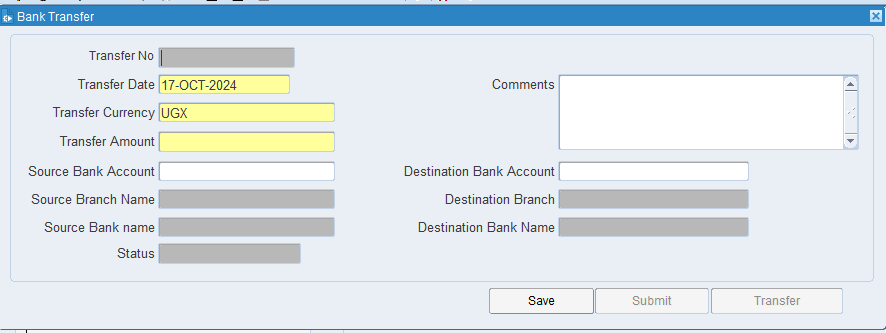 Bank Transfer
Transfer No
Transfer Date 17-OCT-2024
Comments
Transfer Currency UGX
Transfer Amount
Source Bank Account
Destination Bank Account
Source Branch Name
Destination Branch
Source Bank name
Destination Bank Name
Status
Save
Submit
Transfer